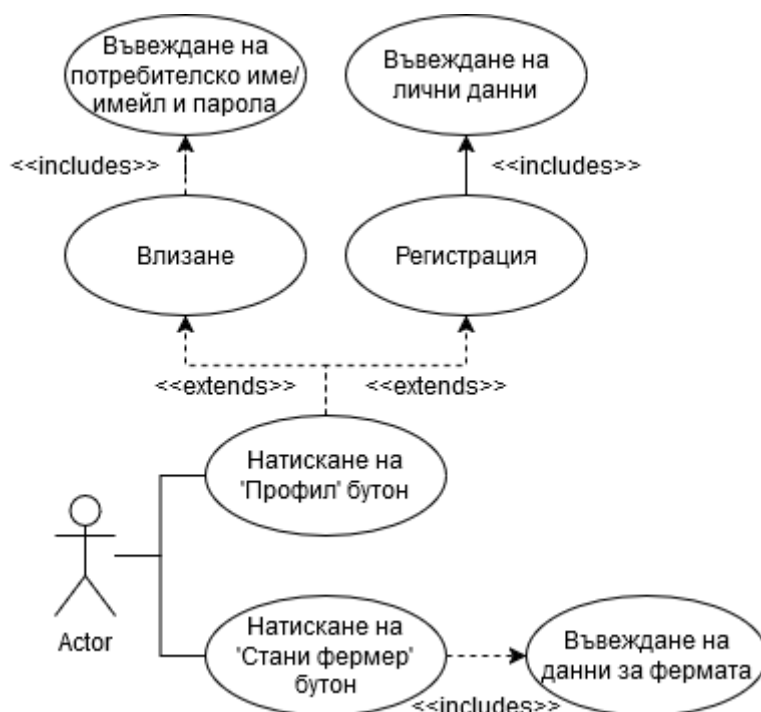 Въвеждане на
потребителско име/
имейл и парола
Въвеждане на
лични данни
<<includes>>
<<includes>>
Влизане
Регистрация
<<extends>>
<<extends>>
Натискане на
'Профил' бутон
Actor
Натискане на
'Стани фермер'
бутон
Въвеждане на
данни за фермата
<<includes>>